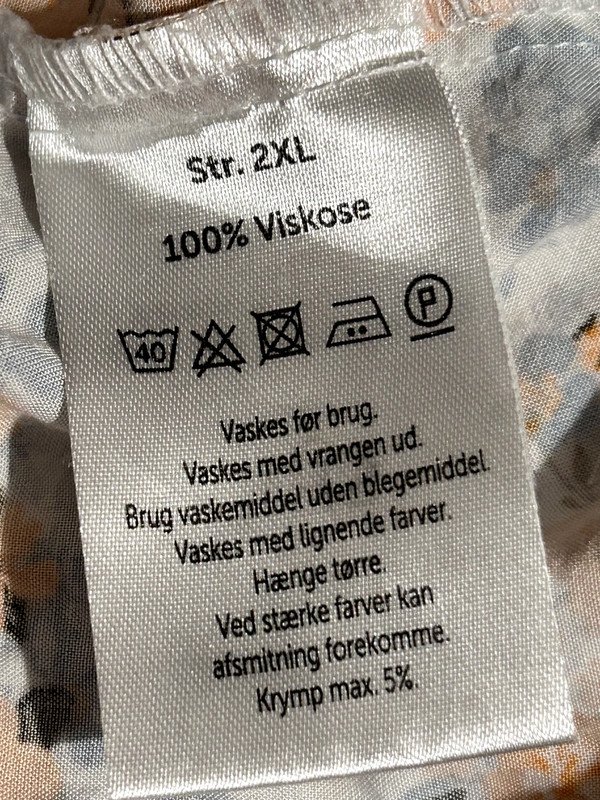 Str. 2XL
100% Viskose
40 P
Vaskes før brug.
Vaskes med vrangen ud.
Brug vaskemiddel uden blegemiddel.
Vaskes med lignende farver.
Hænge tørre.
Ved stærke farver kan
afsmitning forekomme.
Krymp max. 5%.